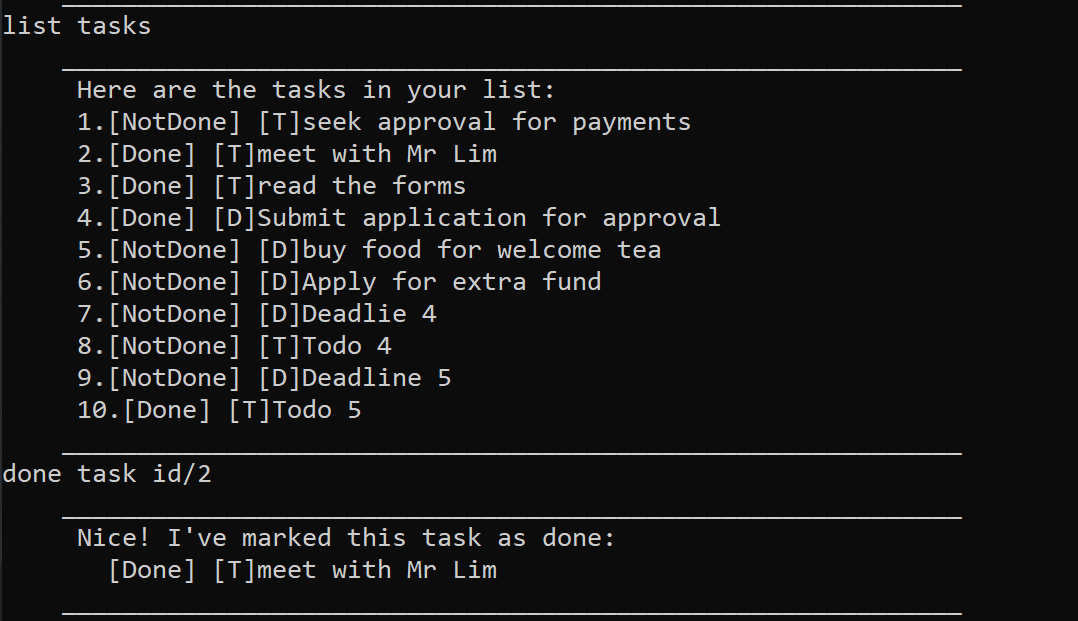 list tasks
Here are the tasks in your list:
1.[NotDone] [T]seek approval for payments
2.[Done] [T]meet with Mr Lim
3.[Done] [T]read the forms
4.[Done] [D]Submit application for approval
5.[NotDone] [D]buy food for welcome tea
6.[NotDone] [D]Apply for extra fund
7.[NotDone] [D]Deadlie 4
8.[NotDone] [T]Todo 4
9.[NotDone] [D]Deadline 5
10.[Done] [T]Todo 5
done task id/2
Nice! I've marked this task as done:
[Done] [T]meet with Mr Lim